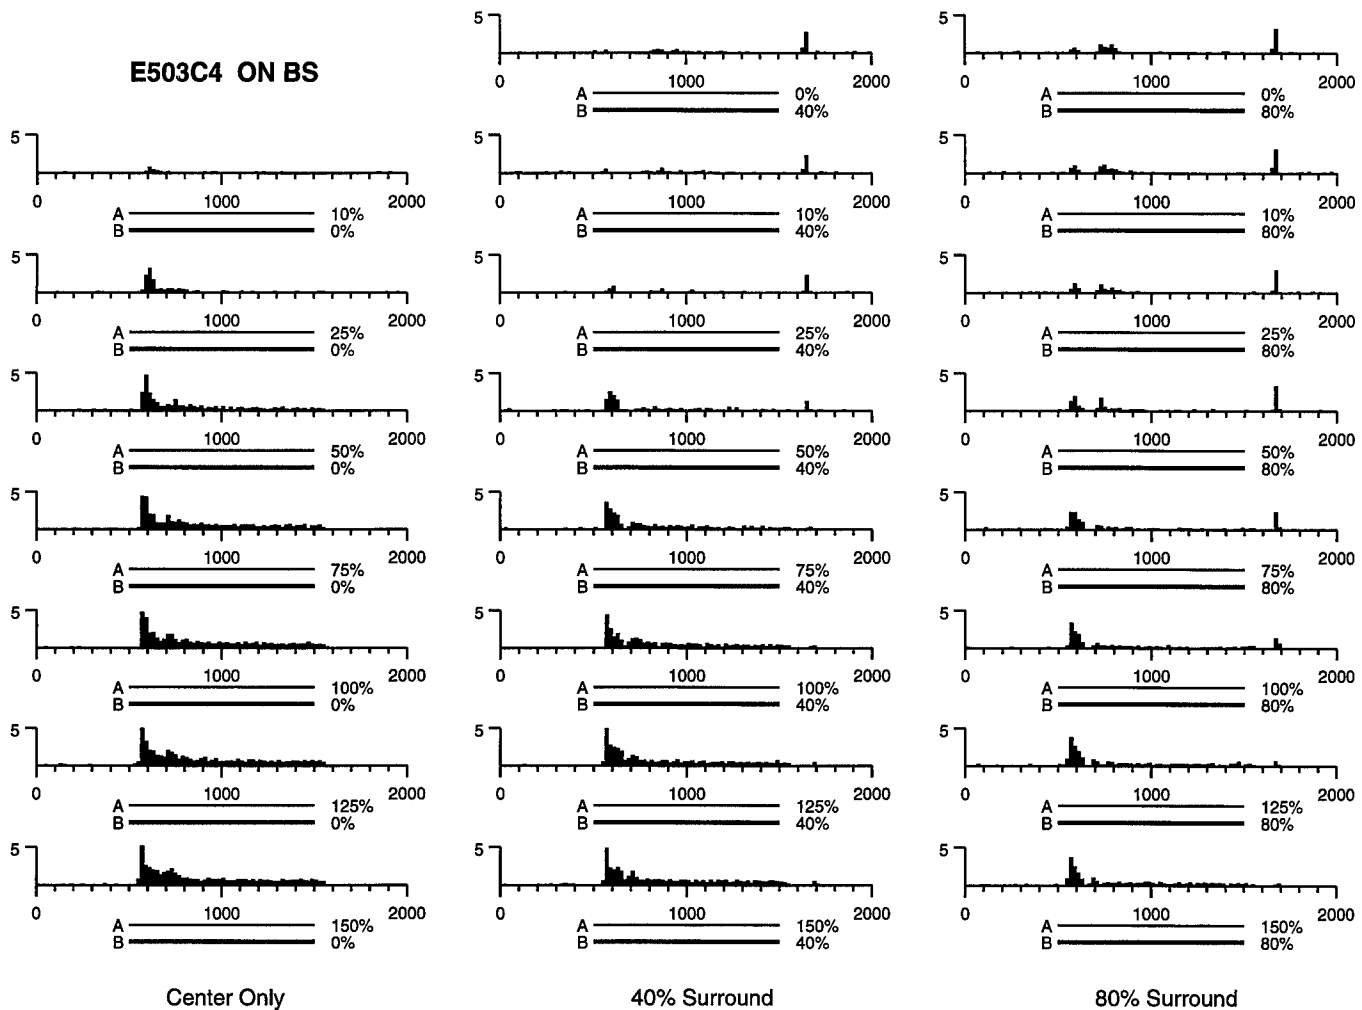 E503C4 ON BS
5
0 1000 2000
A 0%
B 40%
5
0 1000 2000
A 0%
B 80%
5
0 1000 2000
A 10%
B 0%
5
0 1000 2000
A 10%
B 40%
5
0 1000 2000
A 10%
B 80%
5
0 1000 2000
A 25%
B 0%
5
0 1000 2000
A 25%
B 40%
5
0 1000 2000
A 25%
B 80%
5
0 1000 2000
A 50%
B 0%
5
0 1000 2000
A 50%
B 40%
5
0 1000 2000
A 50%
B 80%
5
0 1000 2000
A 75%
B 0%
5
0 1000 2000
A 75%
B 40%
5
0 1000 2000
A 75%
B 80%
5
0 1000 2000
A 100%
B 0%
5
0 1000 2000
A 100%
B 40%
5
0 1000 2000
A 100%
B 80%
5
0 1000 2000
A 125%
B 0%
5
0 1000 2000
A 125%
B 40%
5
0 1000 2000
A 125%
B 80%
5
0 1000 2000
A 150%
B 0%
5
0 1000 2000
A 150%
B 40%
5
0 1000 2000
A 150%
B 80%
Center Only
40% Surround
80% Surround